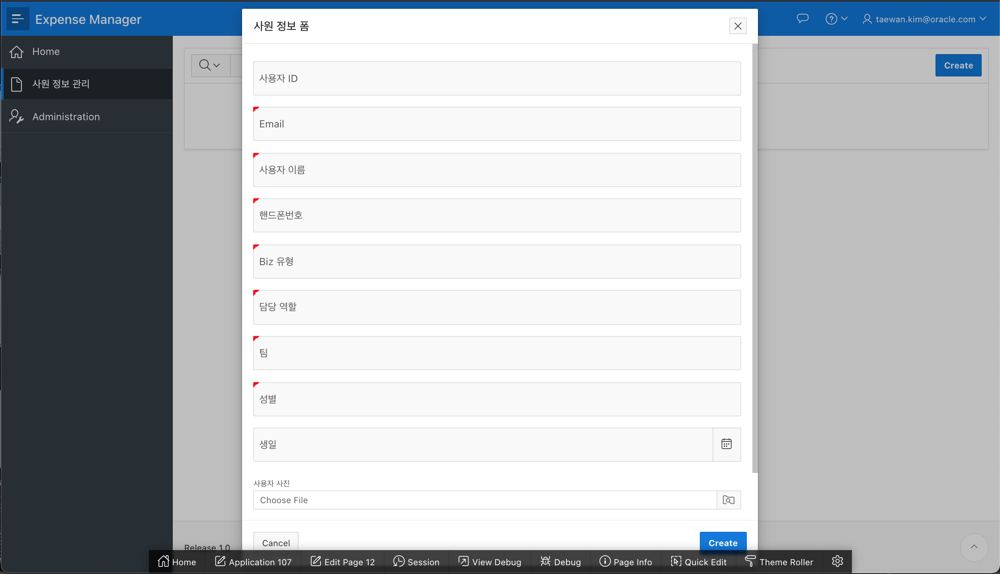 Expense Manager
taewan.kim@oracle.com
Home
사원 정보 관리
Administration
Create
사원 정보 폼
사용자 ID
Email
사용자 이름
핸드폰번호
Biz 유형
담당 역할
팀
성별
생일
사용자 사진
Choose File
Cancel
Create
Release 1.0
Home
Application 107
Edit Page 12
Session
View Debug
Debug
Page Info
Quick Edit
Theme Roller